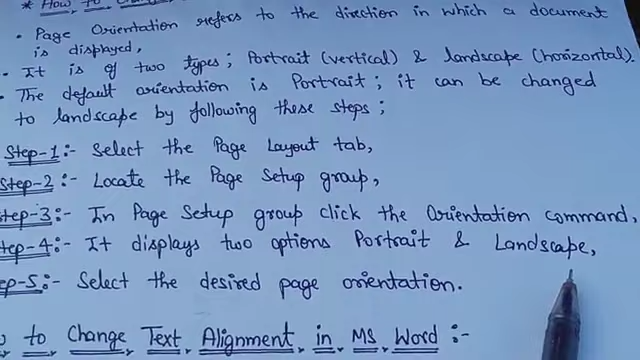 * How to
• Page Orientation refers to the direction in which a document
is displayed,
• It is of two types; Portrait (vertical) & landscape (horizontal).
• The default orientation is Portrait; it can be changed
to landscape by following these steps;
Step-1:- Select the Page Layout tab,
Step-2:- Locate the Page Setup group,
Step-3:- In Page Setup group click the Orientation command,
Step-4:- It displays two options Portrait & Landscape,
ep-5:- Select the desired page orientation.
to Change Text Alignment in MS Word:-